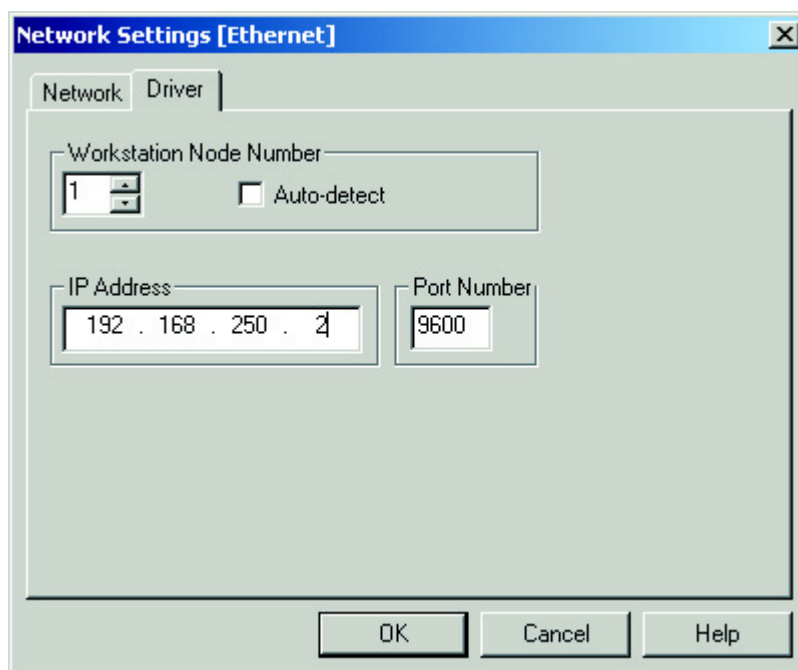 Network Settings [Ethernet]
Network Driver
Workstation Node Number
1 Auto-detect
IP Address Port Number
192 . 168 . 250 . 2 9600
OK Cancel Help